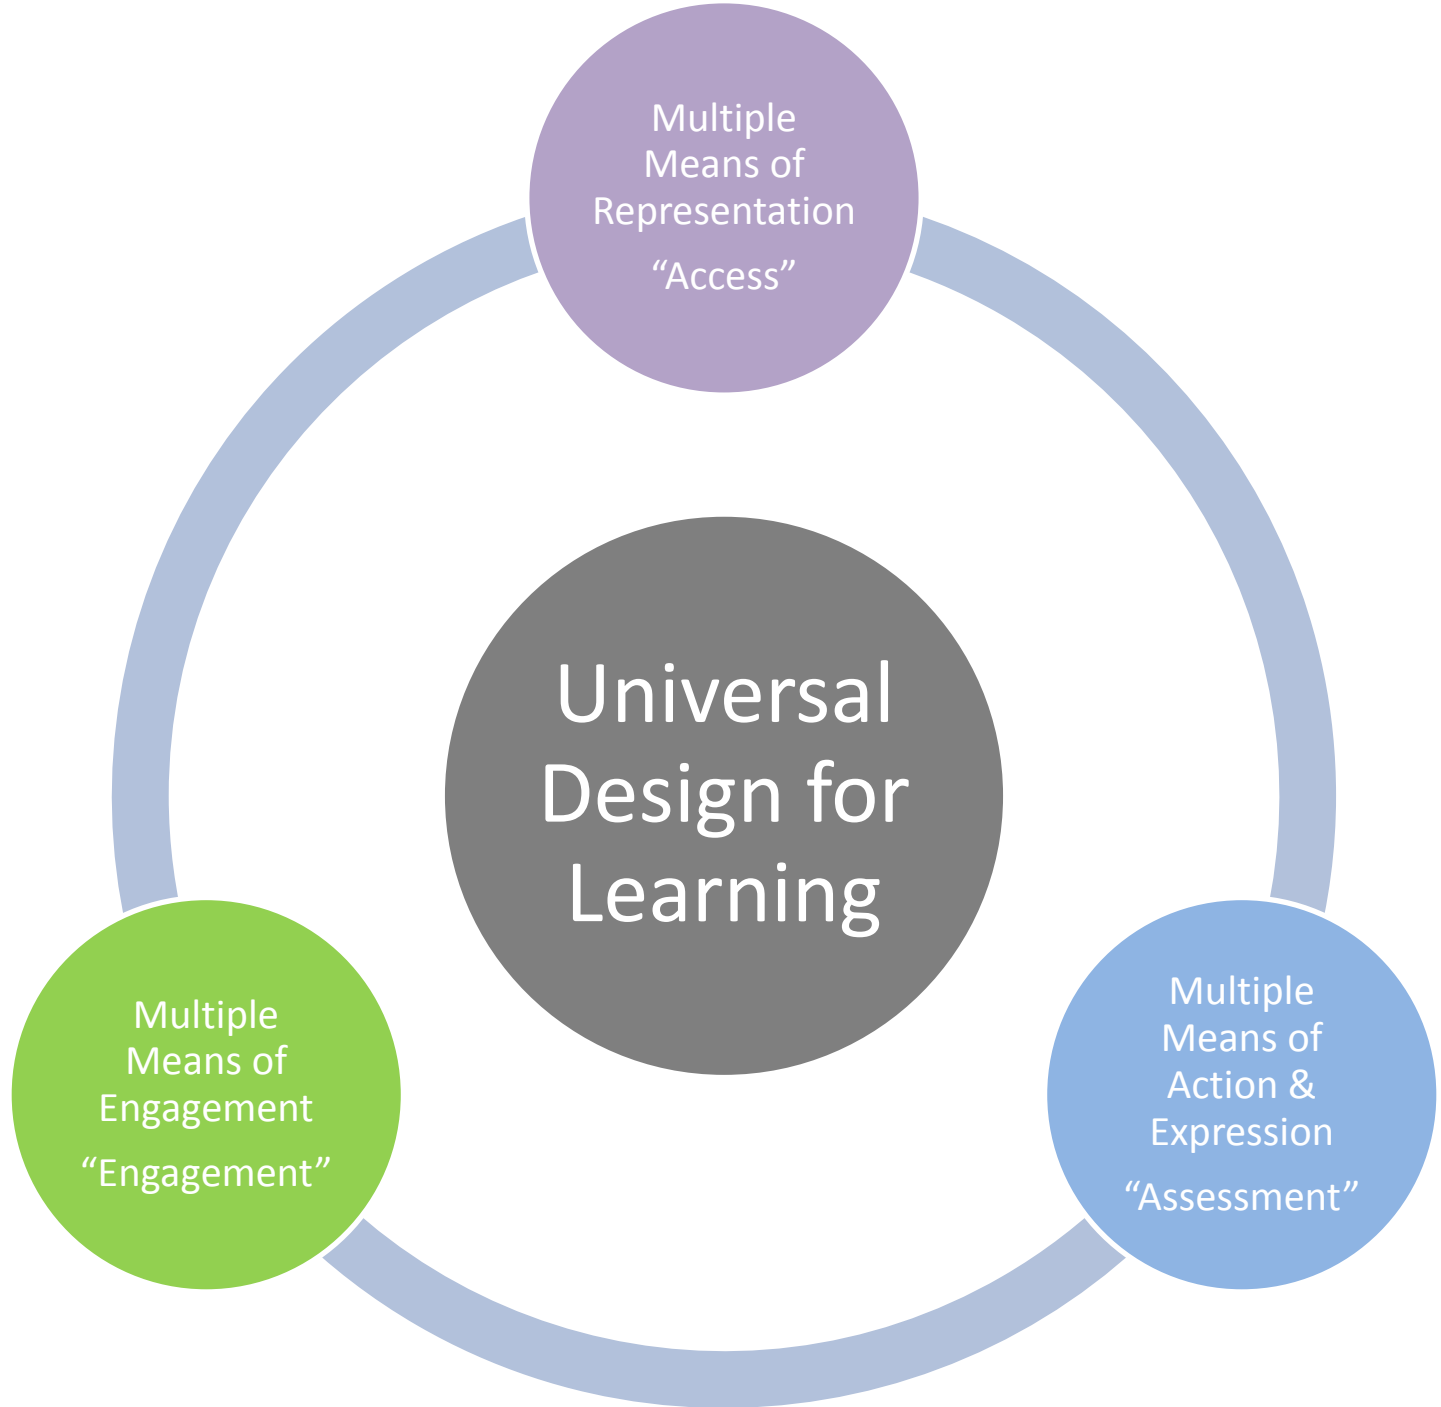 Multiple
Means of
Representation
“Access”
Universal
Design for
Learning
Multiple
Means of
Engagement
“Engagement”
Multiple
Means of
Action &
Expression
“Assessment”